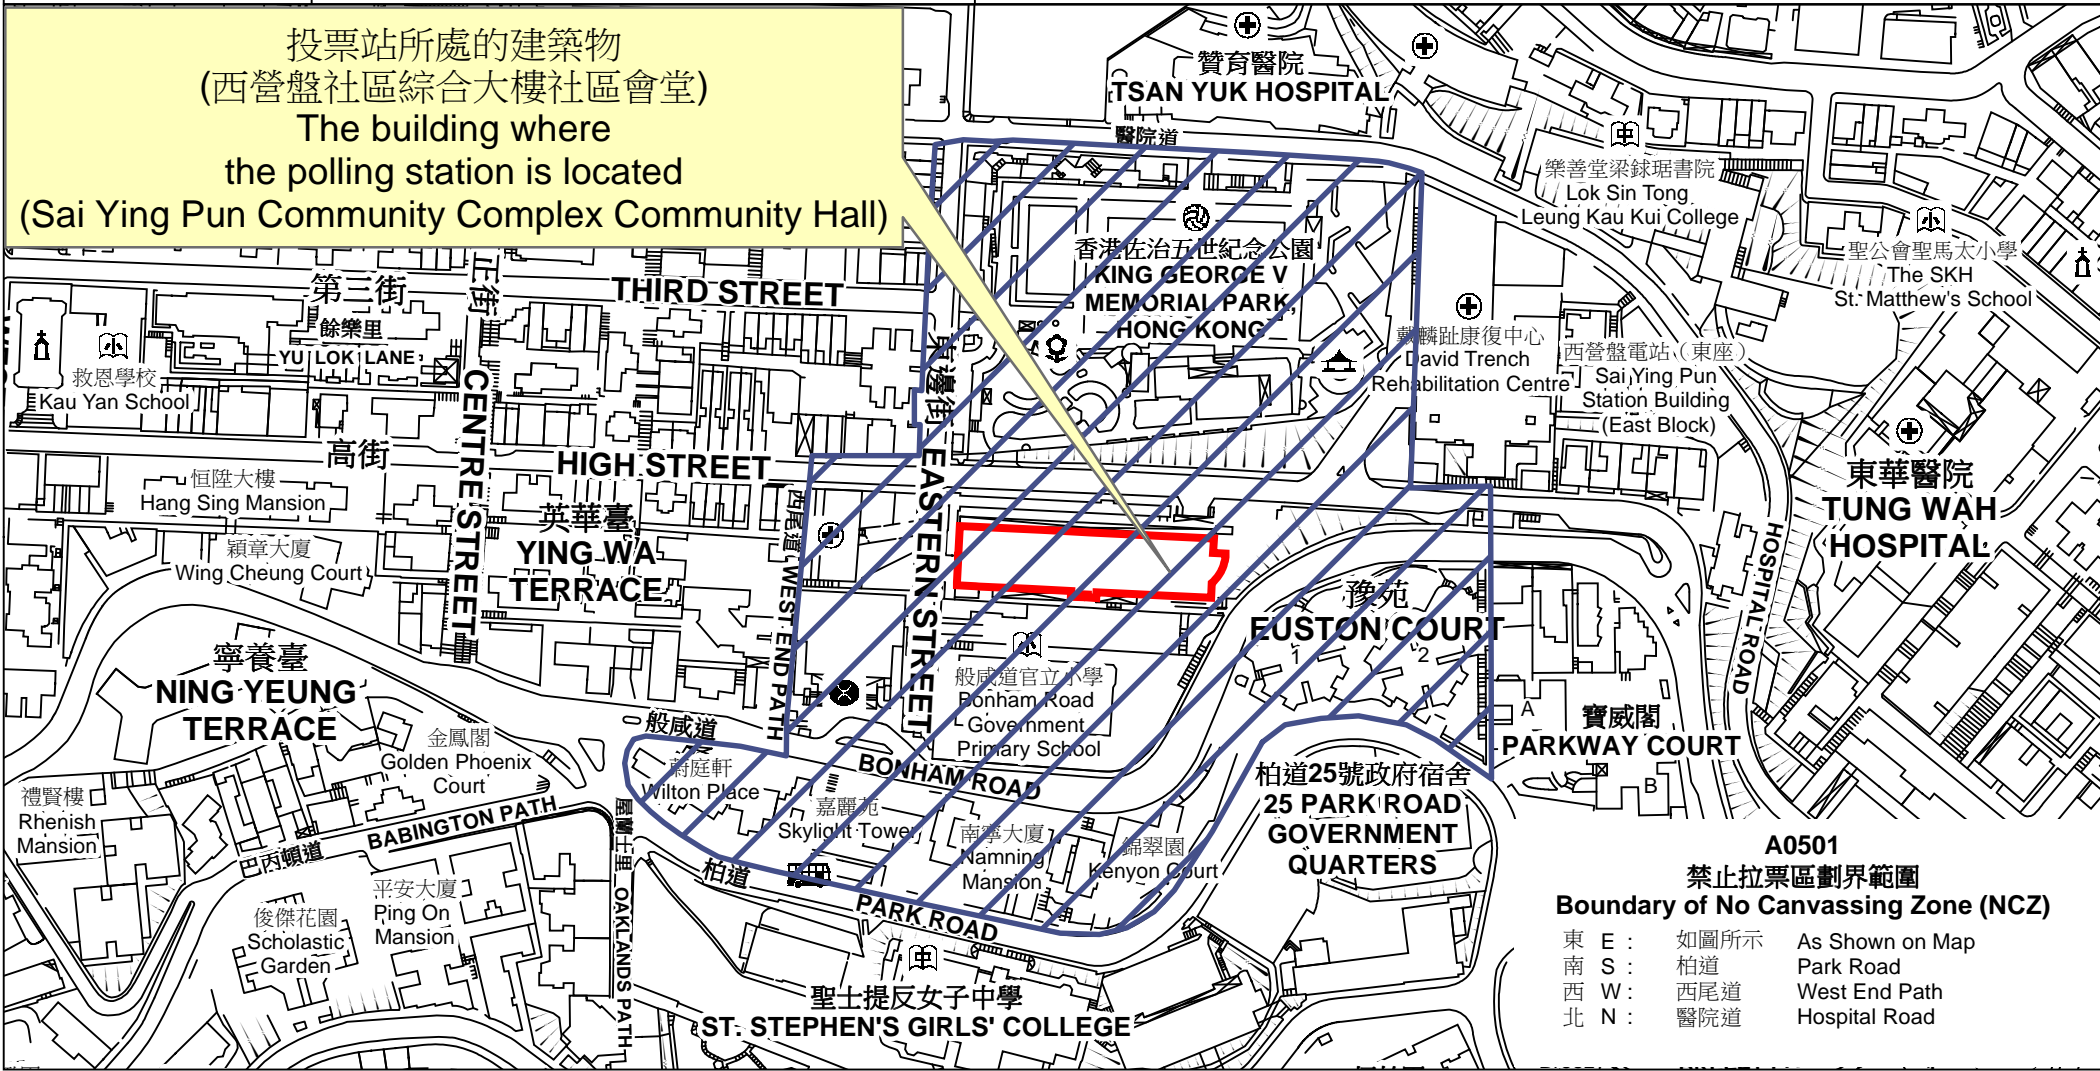 投票站所處的建築物
(西營盤社區綜合大樓社區會堂)
The building where
the polling station is located
(Sai Ying Pun Community Complex Community Hall)
贊育醫院
TSAN YUK HOSPITAL
醫院道
樂善堂梁銶琚書院
Lok Sin Tong
Leung Kau Kui College
聖公會聖馬太小學
The SKH
St. Matthew's School
香港佐治五世紀念公園
KING GEORGE V
MEMORIAL PARK,
HONG KONG
第三街
THIRD STREET
正街
CENTRE STREET
餘樂里
YU LOK LANE
救恩學校
Kau Yan School
東邊街
EASTERN STREET
戴麟趾康復中心
David Trench
Rehabilitation Centre
西營盤電站（東座）
Sai Ying Pun
Station Building
(East Block)
高街
HIGH STREET
恒陞大樓
Hang Sing Mansion
英華臺
YING WA
TERRACE
西尾道 WEST END PATH
東華醫院
TUNG WAH
HOSPITAL
HOSPITAL ROAD
穎章大廈
Wing Cheung Court
豫苑
EUSTON COURT
1
2
寧養臺
NING YEUNG
TERRACE
般咸道官立小學
Bonham Road
Government
Primary School
般咸道
BONHAM ROAD
A
寶威閣
PARKWAY COURT
B
金鳳閣
Golden Phoenix
Court
蔚庭軒
Wilton Place
柏道25號政府宿舍
25 PARK ROAD
GOVERNMENT
QUARTERS
禮賢樓
Rhenish
Mansion
嘉麗苑
Skylight Tower
南寧大廈
Namning
Mansion
錦翠園
Kenyon Court
巴丙頓道
BABINGTON PATH
屋蘭士里 OAKLANDS PATH
柏道
PARK ROAD
平安大廈
Ping On
Mansion
俊傑花園
Scholastic
Garden
聖士提反女子中學
ST. STEPHEN'S GIRLS' COLLEGE
A0501
禁止拉票區劃界範圍
Boundary of No Canvassing Zone (NCZ)
東 E : 如圖所示 As Shown on Map
南 S : 柏道 Park Road
西 W : 西尾道 West End Path
北 N : 醫院道 Hospital Road